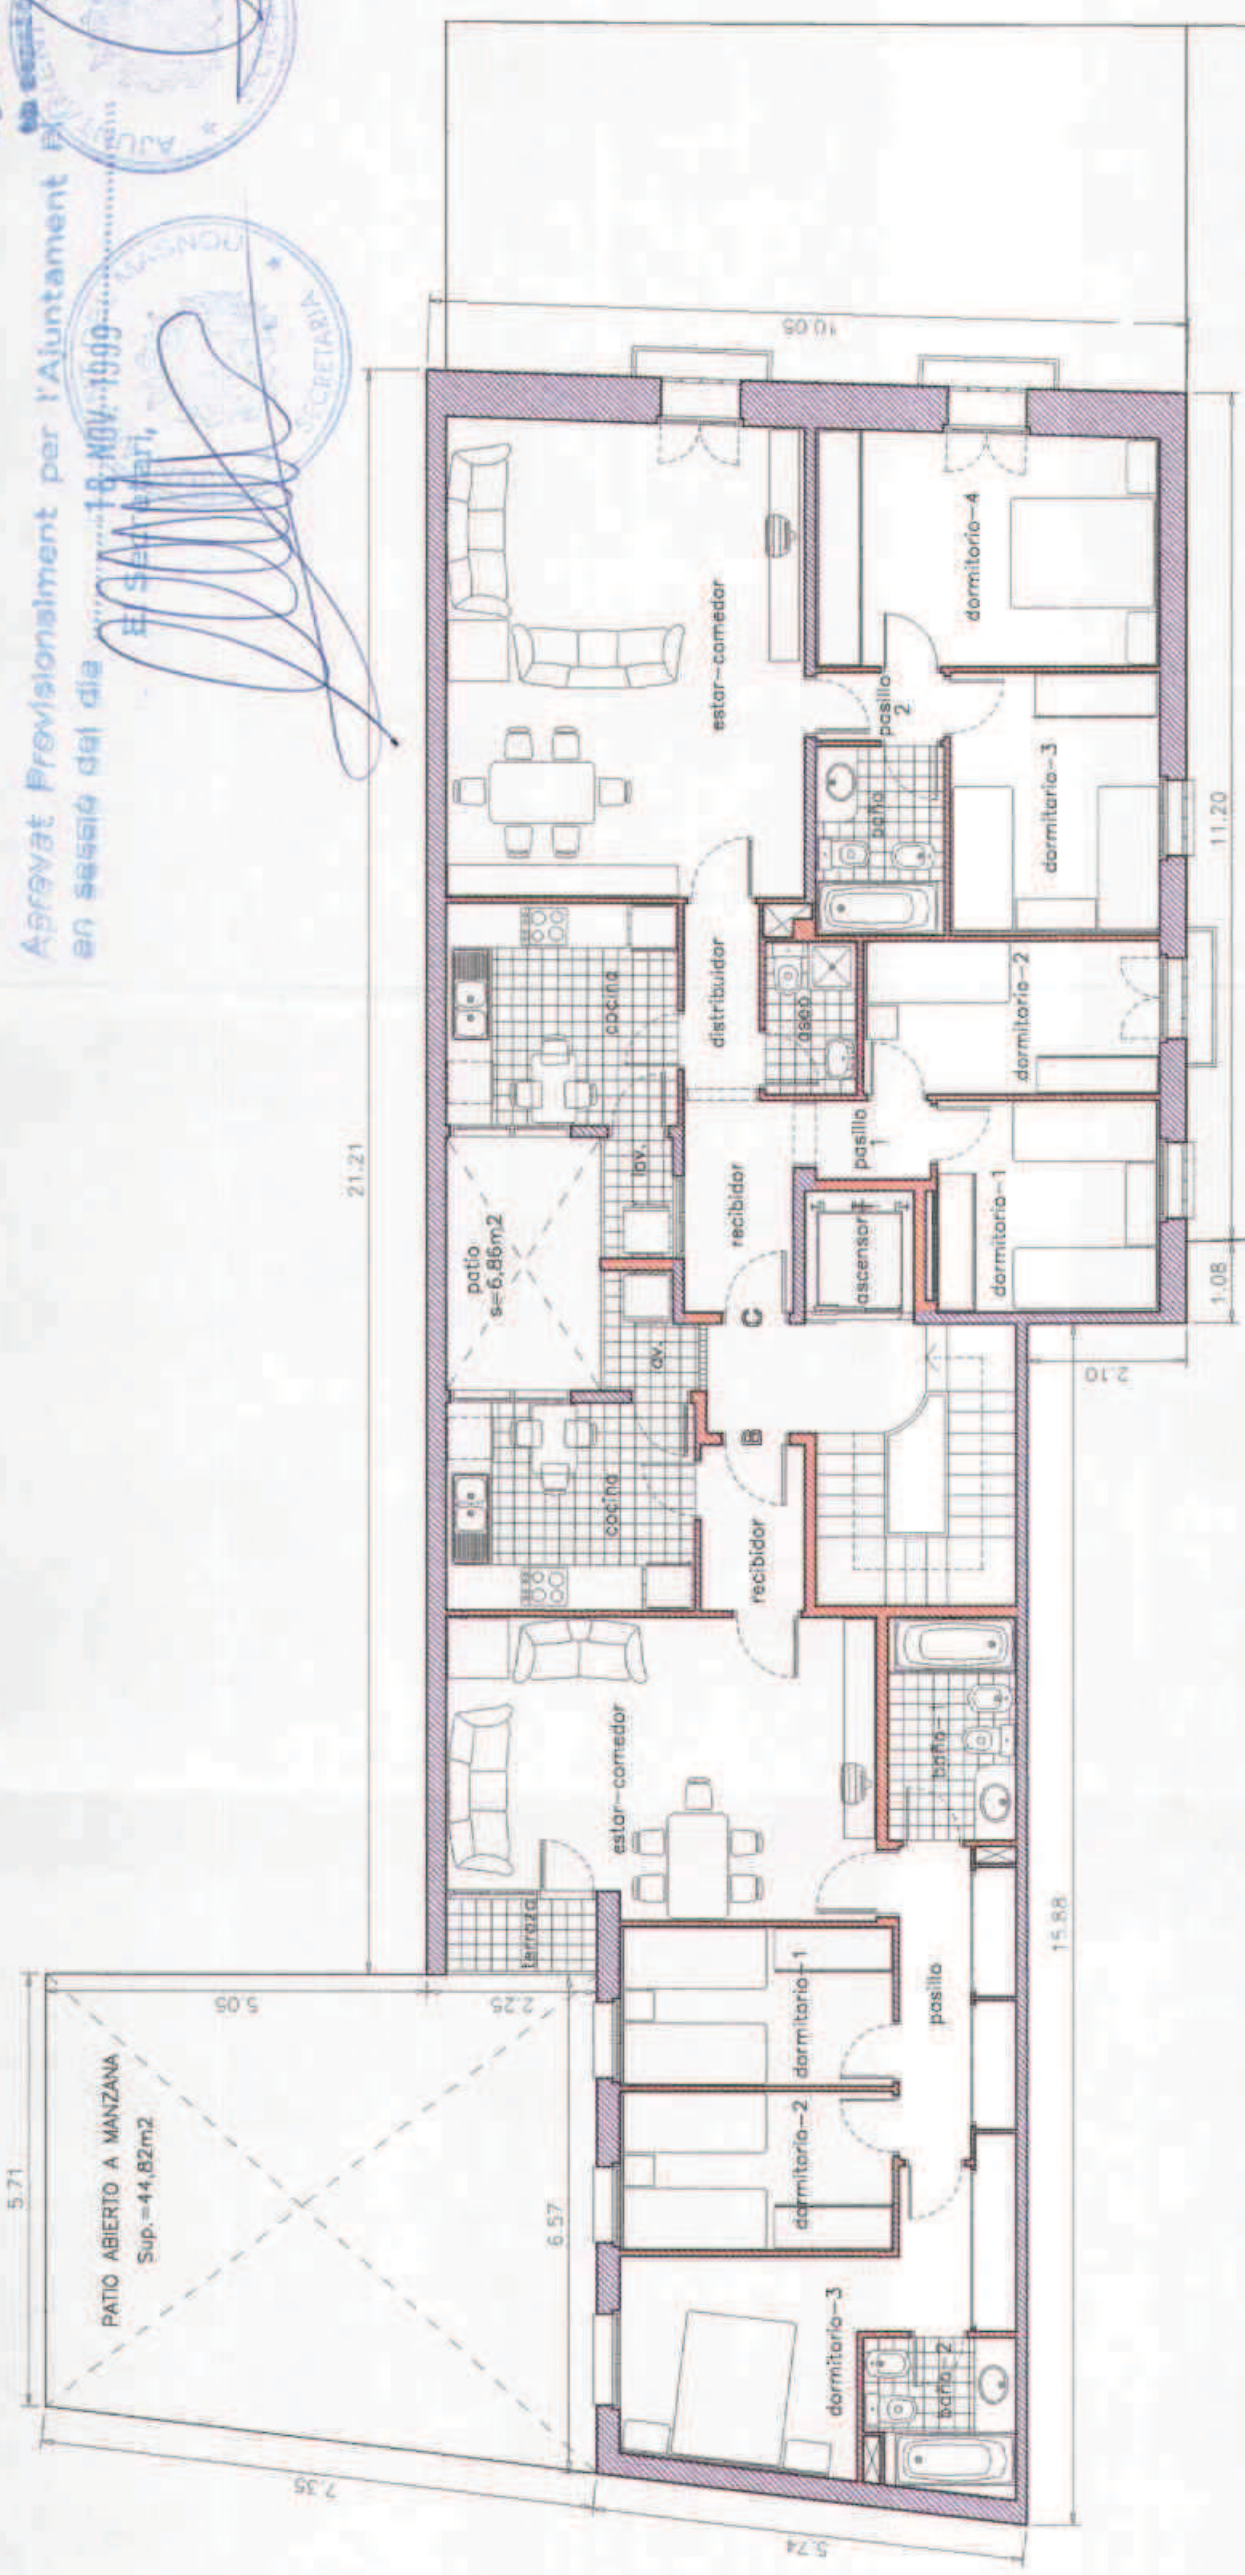 Aprovat Provisionalment per l'Ajuntament
en sessió del dia 18 NOV. 1999
El Secretari,
AJUNT
MASNOU
SECRETARIA
10.05
21.21
estar-comedor
dormitorio-4
pasillo
2
baño
dormitorio-3
11.20
cocina
distribuidor
aseo
dormitorio-2
lav.
patio
s=6,86m2
recibidor
pasillo
1
ascensor
dormitorio-1
1.08
2.10
C
B
av.
cocina
recibidor
estar-comedor
baño-1
terraza
15.88
5.05
2.25
dormitorio-1
pasillo
PATIO ABIERTO A MANZANA
Sup.=44,82m2
5.71
6.57
dormitorio-2
dormitorio-3
baño-2
7.35
5.74